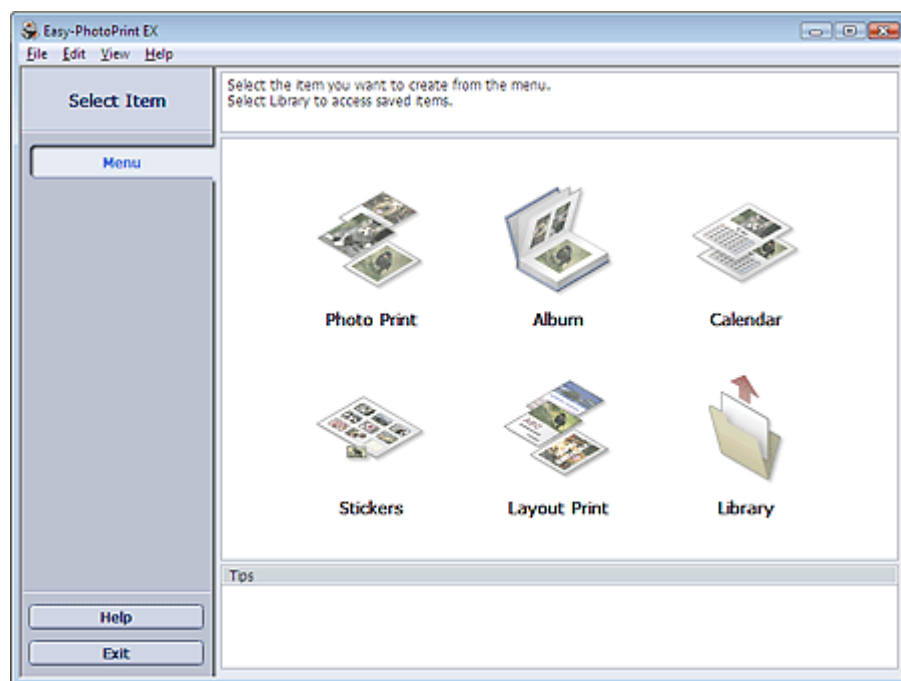 Easy-PhotoPrint EX
File Edit View Help
Select Item
Select the item you want to create from the menu.
Select Library to access saved items.
Menu
Photo Print
Album
Calendar
Stickers
Layout Print
Library
Tips
Help
Exit